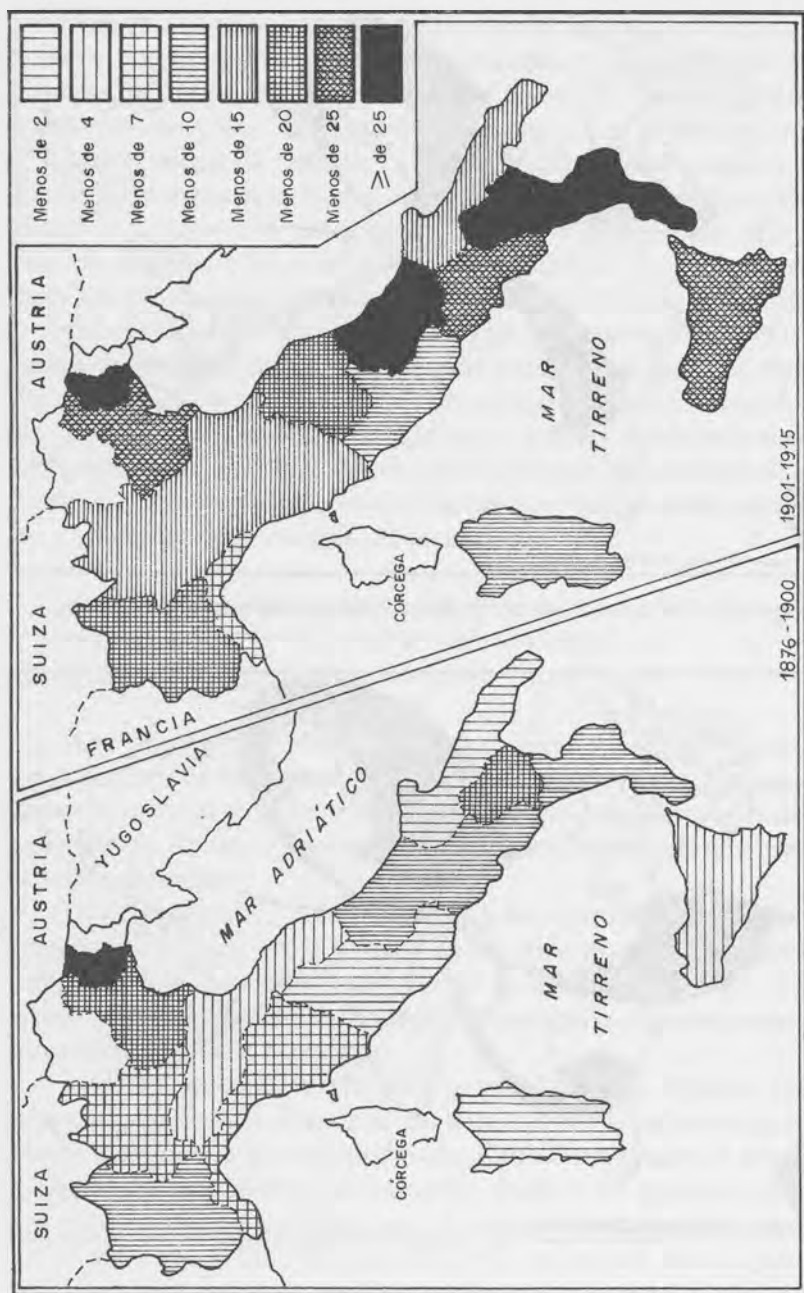 SUIZA
AUSTRIA
YUGOSLAVIA
MAR ADRIÁTICO
CÓRCEGA
MAR
TIRRENO
1876-1900
SUIZA
AUSTRIA
FRANCIA
CÓRCEGA
MAR
TIRRENO
1901-1915
Menos de 2
Menos de 4
Menos de 7
Menos de 10
Menos de 15
Menos de 20
Menos de 25
≥ de 25